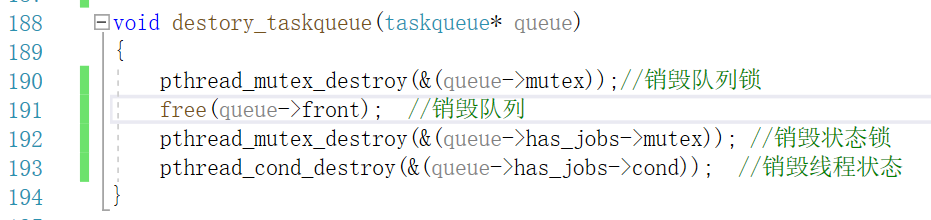 188 void destory_taskqueue(taskqueue* queue)
189 {
190 pthread_mutex_destroy(&(queue->mutex));//销毁队列锁
191 free(queue->front);  //销毁队列
192 pthread_mutex_destroy(&(queue->has_jobs->mutex)); //销毁状态锁
193 pthread_cond_destroy(&(queue->has_jobs->cond));  //销毁线程状态
194 }